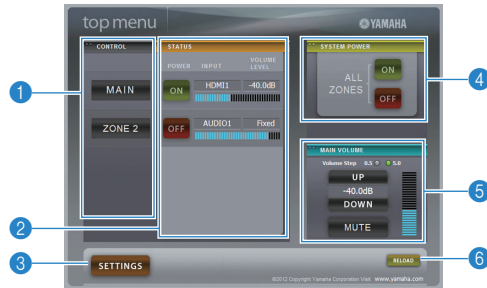 top menu
YAMAHA
CONTROL
MAIN
ZONE 2
STATUS
POWER INPUT VOLUME LEVEL
ON HDMI1 -40.0dB
OFF AUDIO1 Fixed
SYSTEM POWER
ALL ZONES
ON
OFF
MAIN VOLUME
Volume Step 0.5 5.0
UP
-40.0dB
DOWN
MUTE
SETTINGS
RELOAD
©2012 Copyright Yamaha Corporation Visit www.yamaha.com
1
2
3
4
5
6